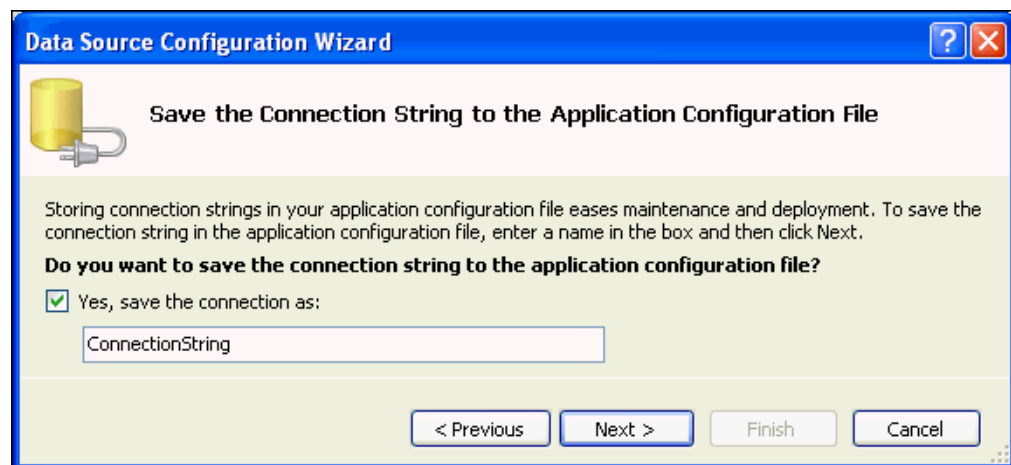 Data Source Configuration Wizard
Save the Connection String to the Application Configuration File
Storing connection strings in your application configuration file eases maintenance and deployment. To save the
connection string in the application configuration file, enter a name in the box and then click Next.
Do you want to save the connection string to the application configuration file?
Yes, save the connection as:
ConnectionString
< Previous Next > Finish Cancel